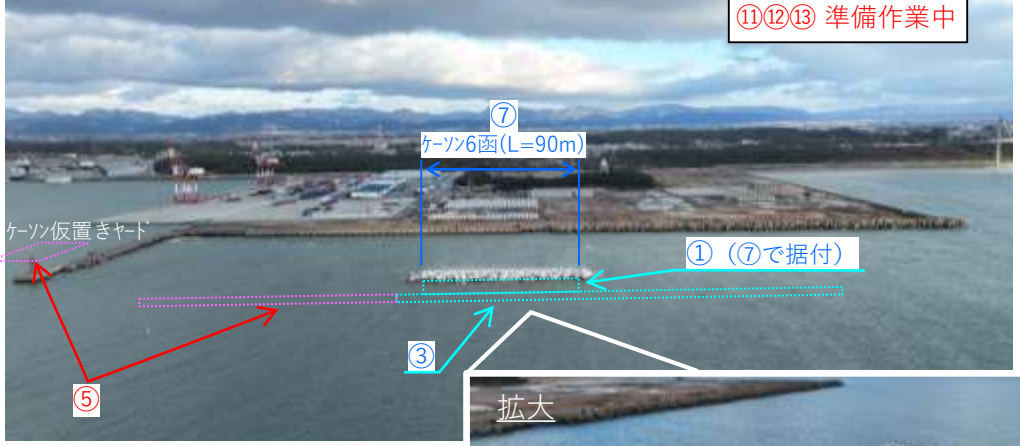 ⑪⑫⑬ 準備作業中
⑦
ｹｰｿﾝ6函(L=90m)
ｹｰｿﾝ仮置きﾔｰﾄﾞ
① (⑦で据付)
③
⑤
拡大